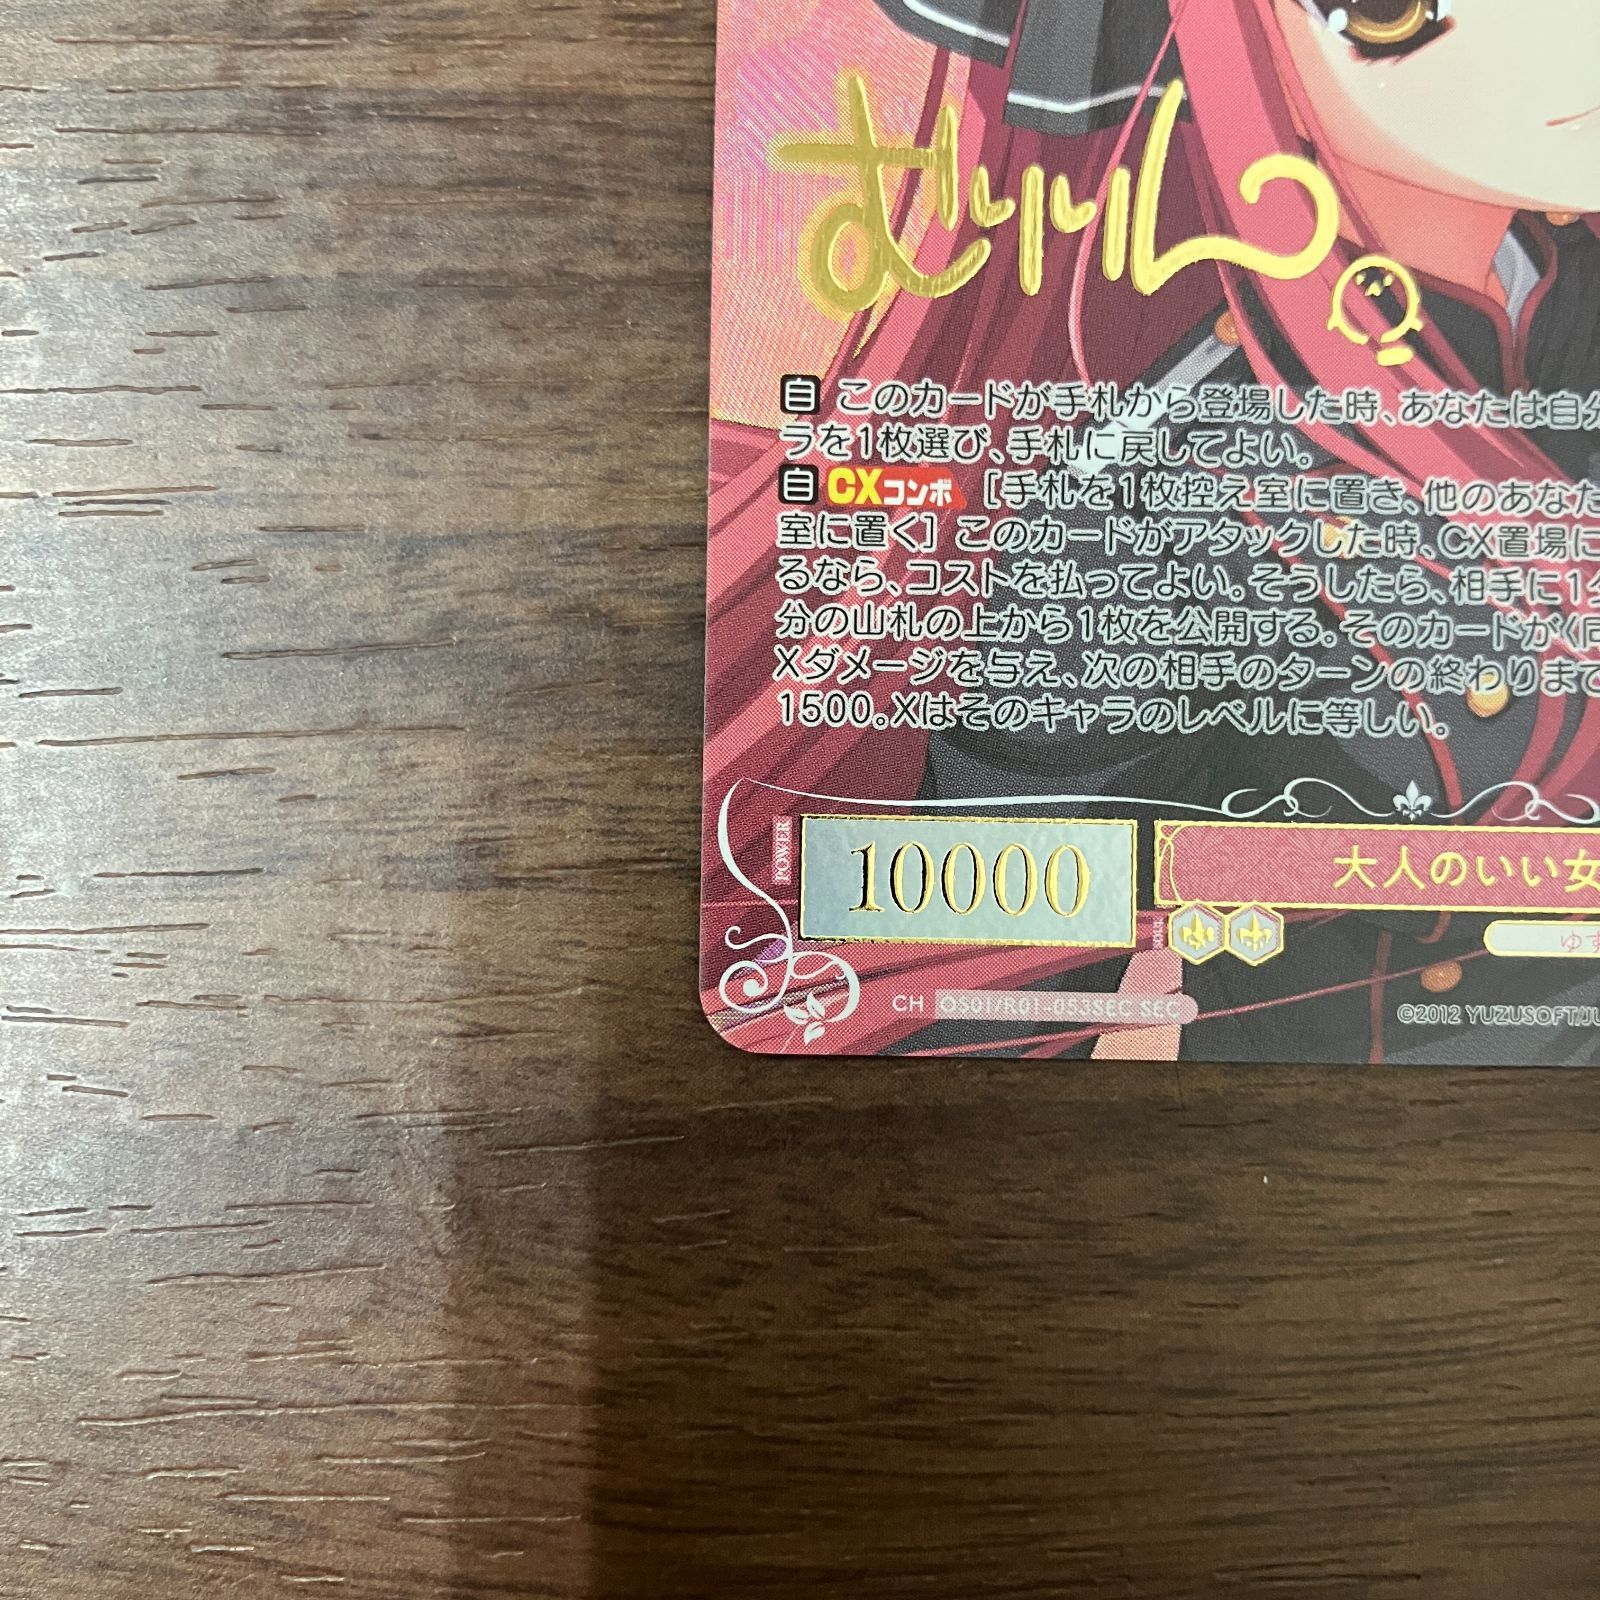 むりりん
自 このカードが手札から登場した時、あなたは自分
ラを1枚選び、手札に戻してよい。
自 CXコンボ [手札を1枚控え室に置き、他のあなた
室に置く] このカードがアタックした時、CX置場に
るなら、コストを払ってよい。そうしたら、相手に1ダ
分の山札の上から1枚を公開する。そのカードが《
Xダメージを与え、次の相手のターンの終わりまで
1500。Xはそのキャラのレベルに等しい。
POWER
10000
大人のいい女
SOUL
ゆず
CH OS01/R01-053SEC SEC
©2012 YUZUSOFT/JU